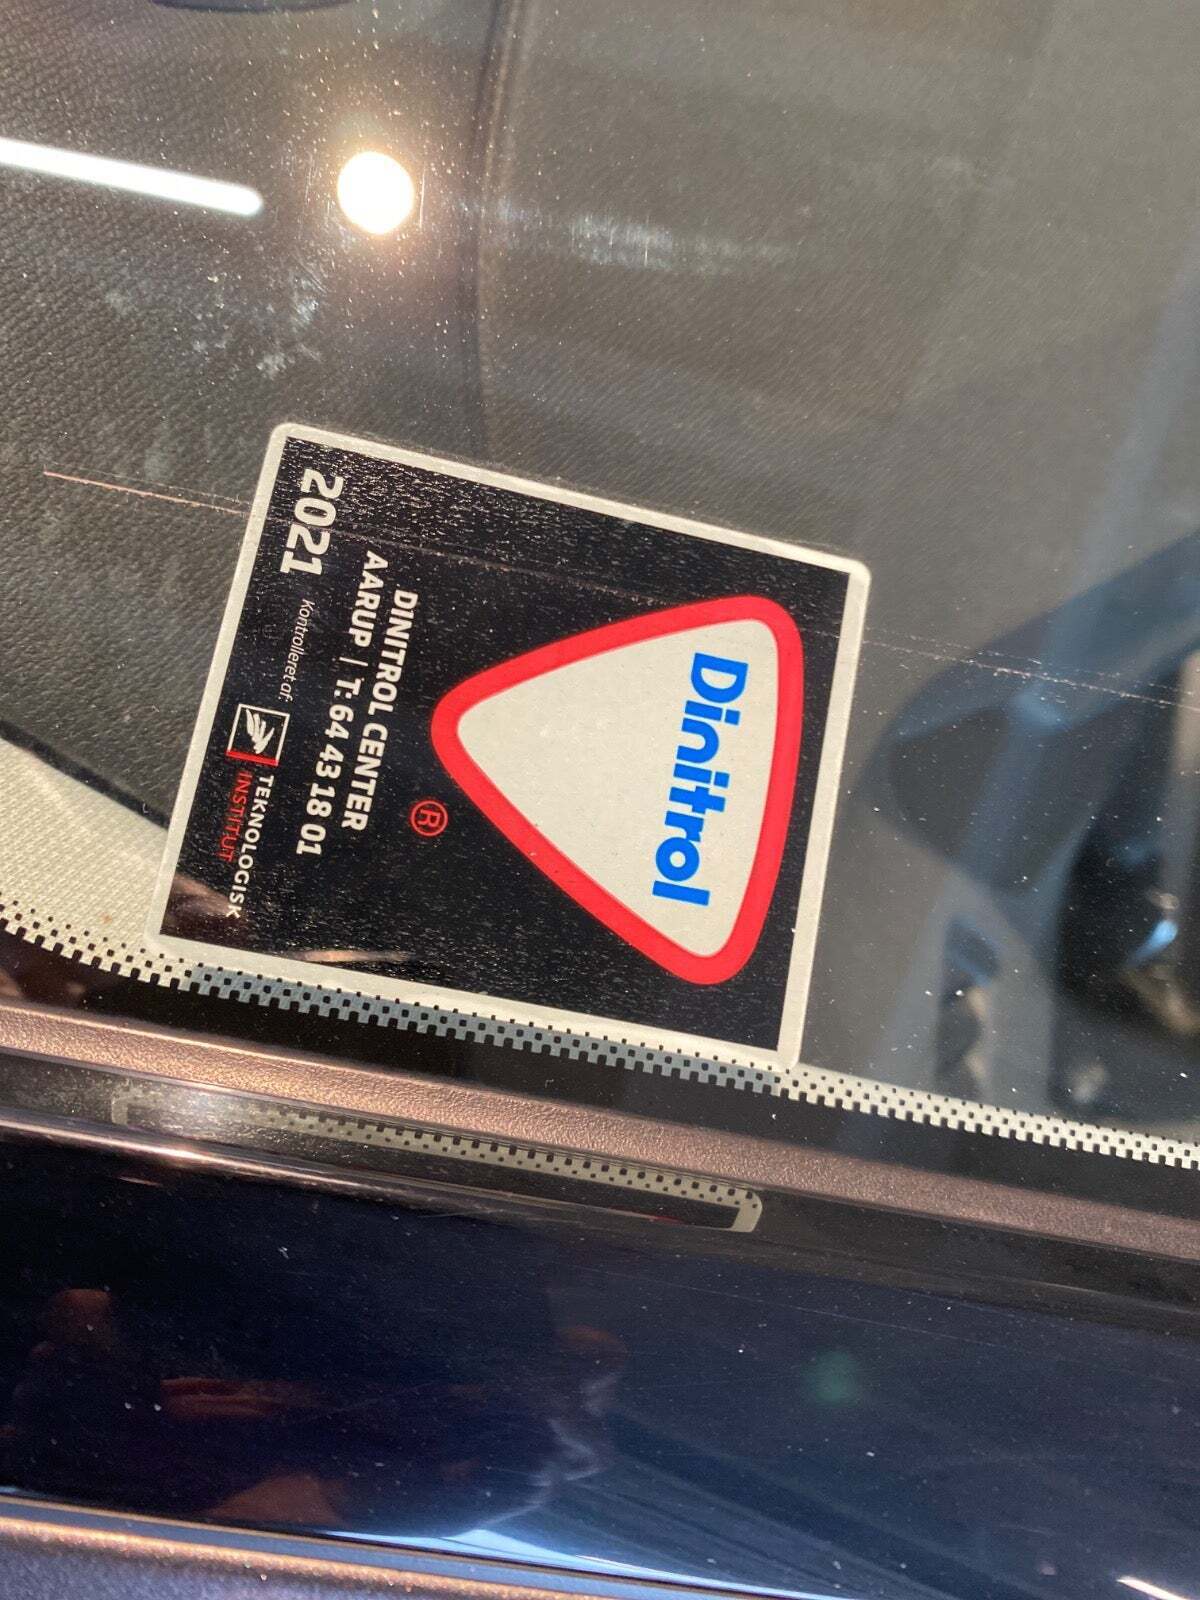 Dinitrol
®
DINITROL CENTER
AARUP | T: 64 43 18 01
2021 Kontrolleret af: TEKNOLOGISK
INSTITUT